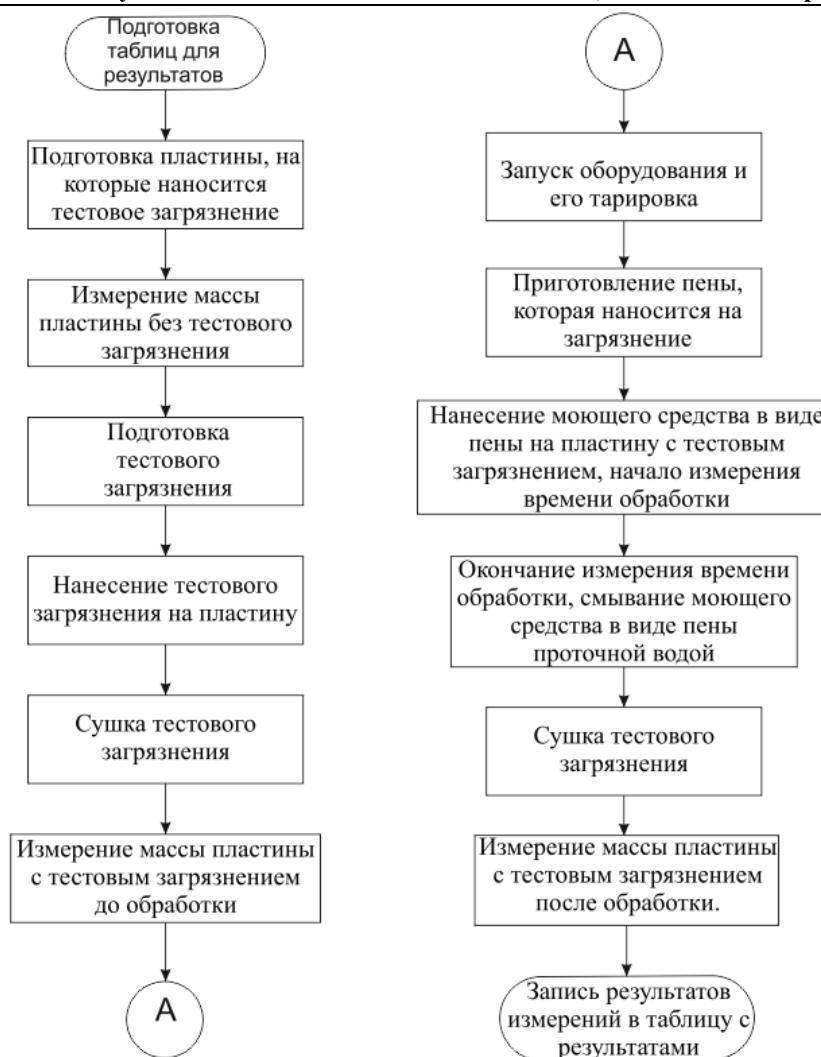 Подготовка
таблиц для
результатов
Подготовка пластины, на
которые наносится
тестовое загрязнение
Измерение массы
пластины без тестового
загрязнения
Подготовка
тестового
загрязнения
Нанесение тестового
загрязнения на пластину
Сушка тестового
загрязнения
Измерение массы пластины
с тестовым загрязнением
до обработки
А
А
Запуск оборудования и
его тарировка
Приготовление пены,
которая наносится на
загрязнение
Нанесение моющего средства в виде
пены на пластину с тестовым
загрязнением, начало измерения
времени обработки
Окончание измерения времени
обработки, смывание моющего
средства в виде пены
проточной водой
Сушка тестового
загрязнения
Измерение массы пластины
с тестовым загрязнением
после обработки.
Запись результатов
измерений в таблицу с
результатами